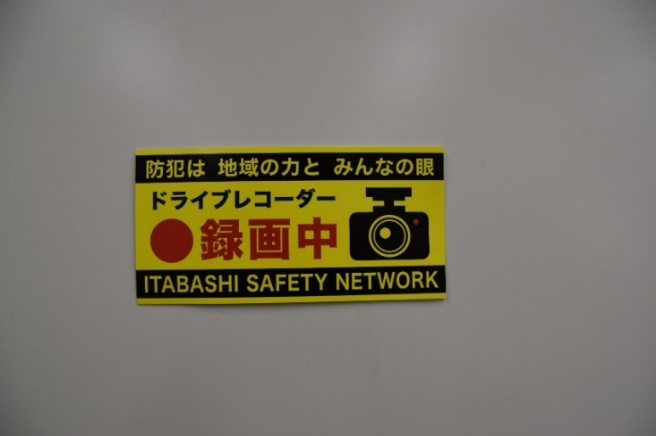 防犯は 地域の力と みんなの眼
ドライブレコーダー
●録画中
ITABASHI SAFETY NETWORK